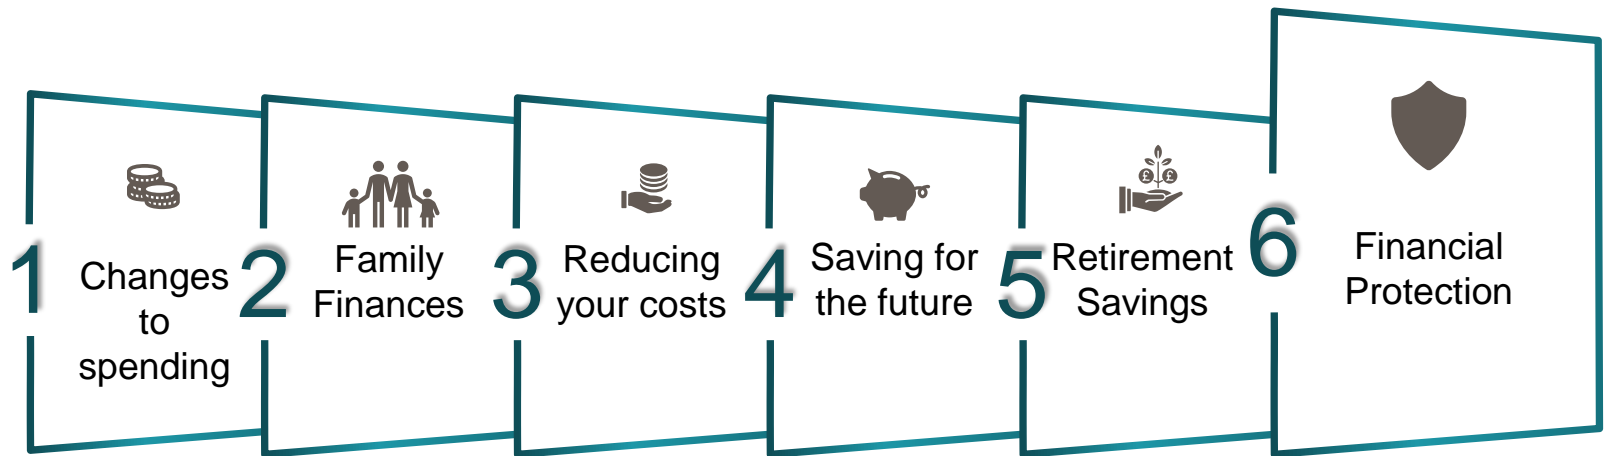 1
Changes
to
spending
2
Family
Finances
3
Reducing
your costs
4
Saving for
the future
5
££
Retirement
Savings
6
Financial
Protection